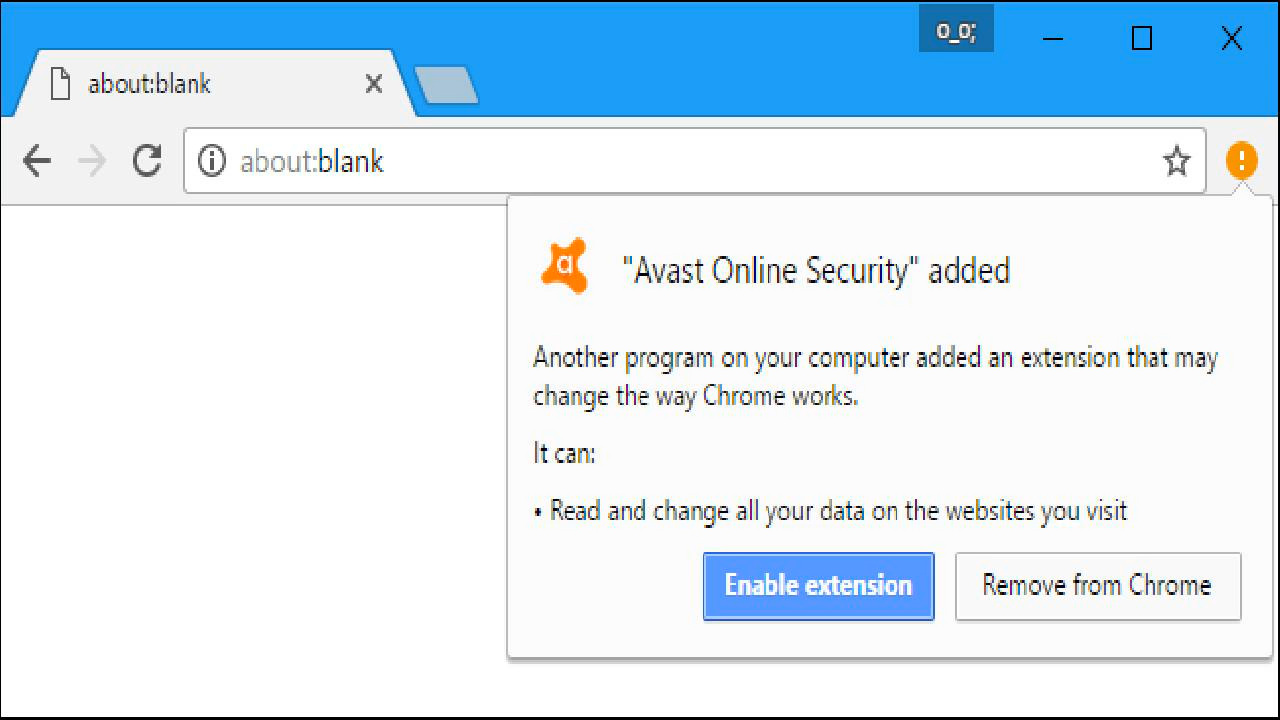 o_o;
about:blank
about:blank
"Avast Online Security" added
Another program on your computer added an extension that may
change the way Chrome works.
It can:
• Read and change all your data on the websites you visit
Enable extension Remove from Chrome